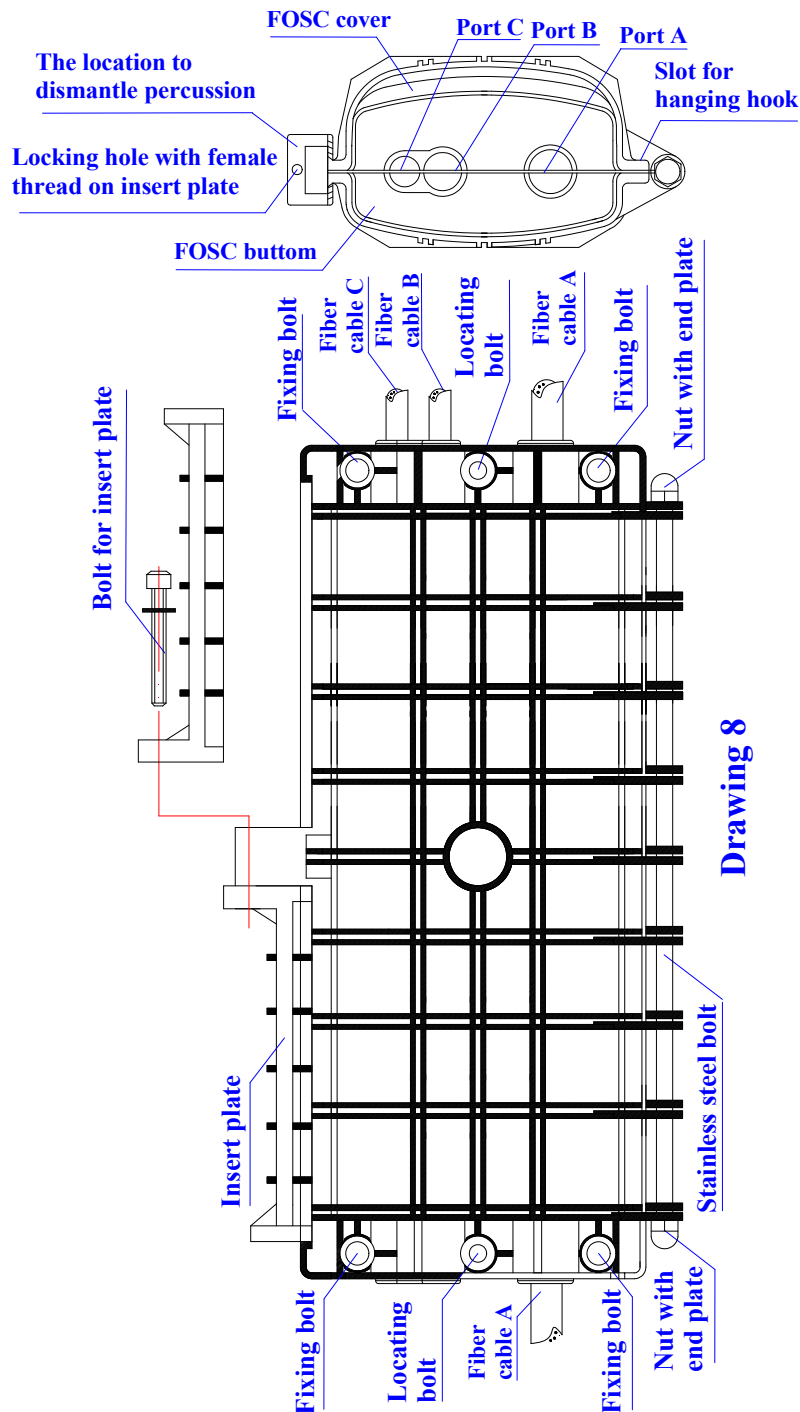 FOSC cover
Port C
Port B
Port A
The location to
dismantle percussion
Slot for
hanging hook
Locking hole with female
thread on insert plate
FOSC buttom
Fixing bolt
Fiber
cable C
Fiber
cable B
Locating
bolt
Fiber
cable A
Fixing bolt
Nut with end plate
Bolt for insert plate
Drawing 8
Insert plate
Stainless steel bolt
Fixing bolt
Locating
bolt
Fiber
cable A
Fixing bolt
Nut with
end plate